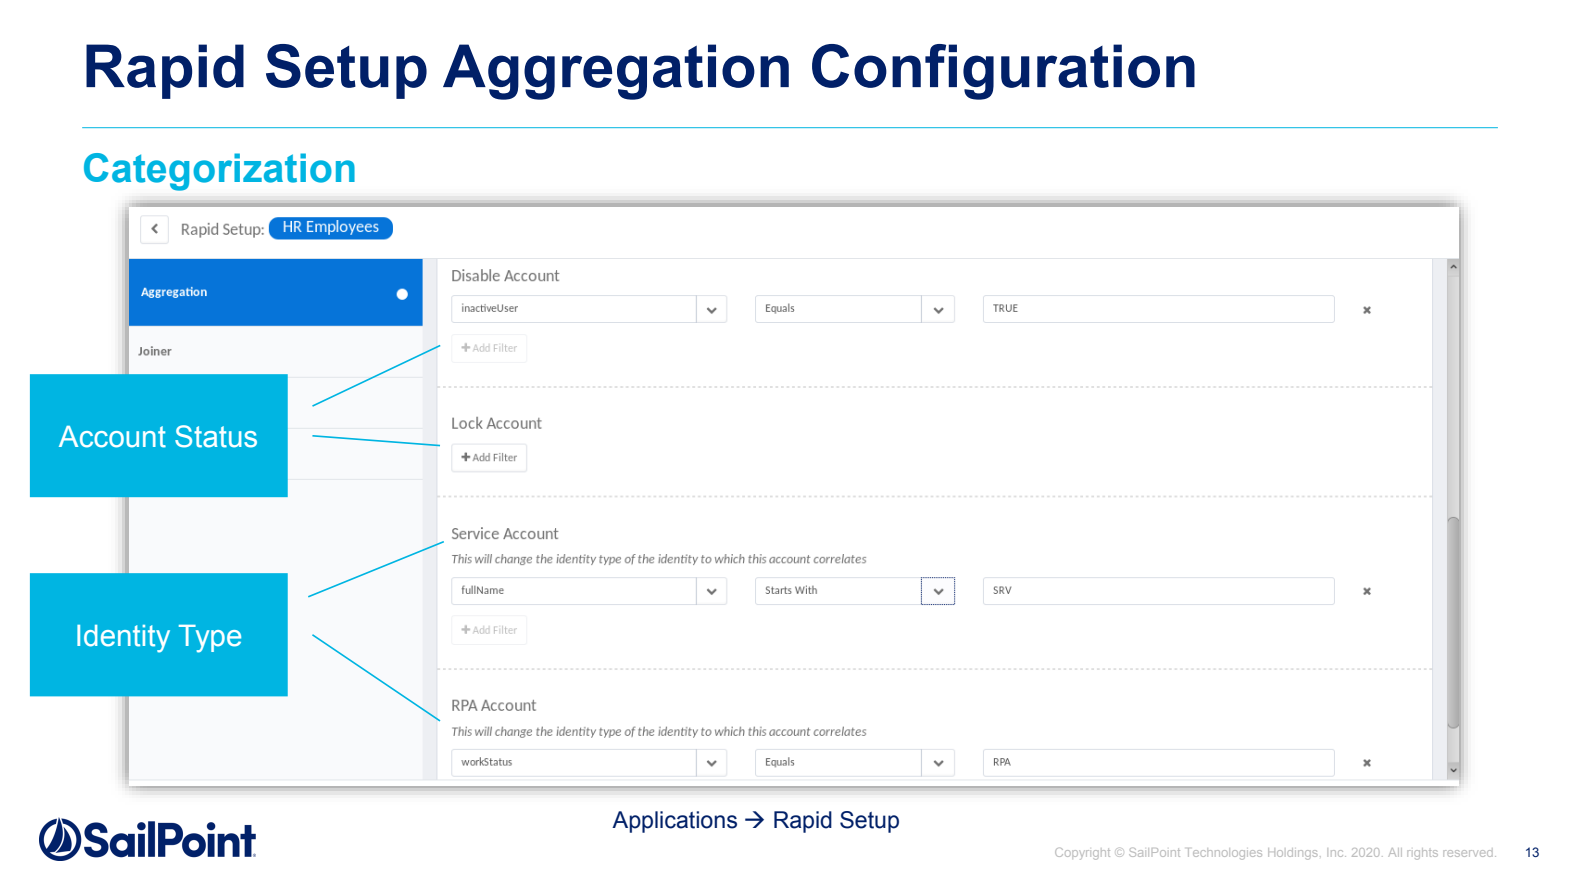 Rapid Setup Aggregation Configuration
Categorization
Rapid Setup: HR Employees
Aggregation
Joiner
Disable Account
inactiveUser Equals TRUE
+ Add Filter
Account Status
Lock Account
+ Add Filter
Service Account
This will change the identity type of the identity to which this account correlates
fullName Starts With SRV
+ Add Filter
Identity Type
RPA Account
This will change the identity type of the identity to which this account correlates
workStatus Equals RPA
Applications → Rapid Setup
SailPoint
Copyright © SailPoint Technologies Holdings, Inc. 2020. All rights reserved. 13